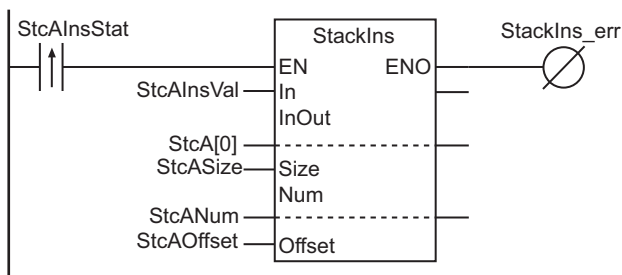 StcAInsStat
StackIns
StackIns_err
EN
ENO
StcAInsVal
In
InOut
StcA[0]
StcASize
Size
Num
StcANum
StcAOffset
Offset